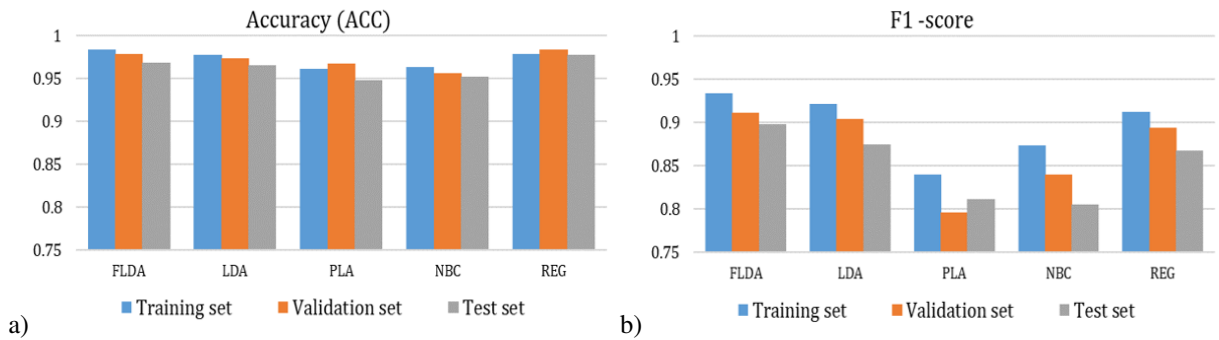 Accuracy (ACC)
1
0.95
0.9
0.85
0.8
0.75
FLDA LDA PLA NBC REG
Training set Validation set Test set
a)
F1 -score
1
0.95
0.9
0.85
0.8
0.75
FLDA LDA PLA NBC REG
Training set Validation set Test set
b)